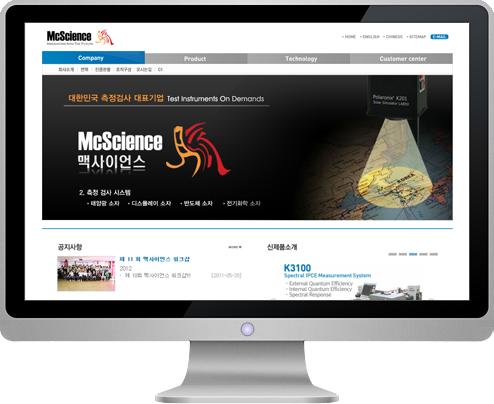 McScience
• HOME • ENGLISH • CHINESE • SITEMAP E-MAIL
Company Product Technology Customer center
회사소개 | 연혁 | 인증현황 | 조직구성 | 오시는길 | CI
대한민국 측정검사 대표기업 Test Instruments On Demands
Polaronix K201
Solar Simulator LAB50
McScience
맥사이언스
KOREA
2. 측정 검사 시스템
• 태양광 소자 • 디스플레이 소자 • 반도체 소자 • 전기화학 소자
공지사항
MORE
제 11 회 맥사이언스 워크샵
2012
- 제 10회 맥사이언스 워크샵!! [2011-05-20]
신제품소개
K3100
Spectral IPCE Measurement System
- External Quantum Efficiency
- Internal Quantum Efficiency
- Spectral Response